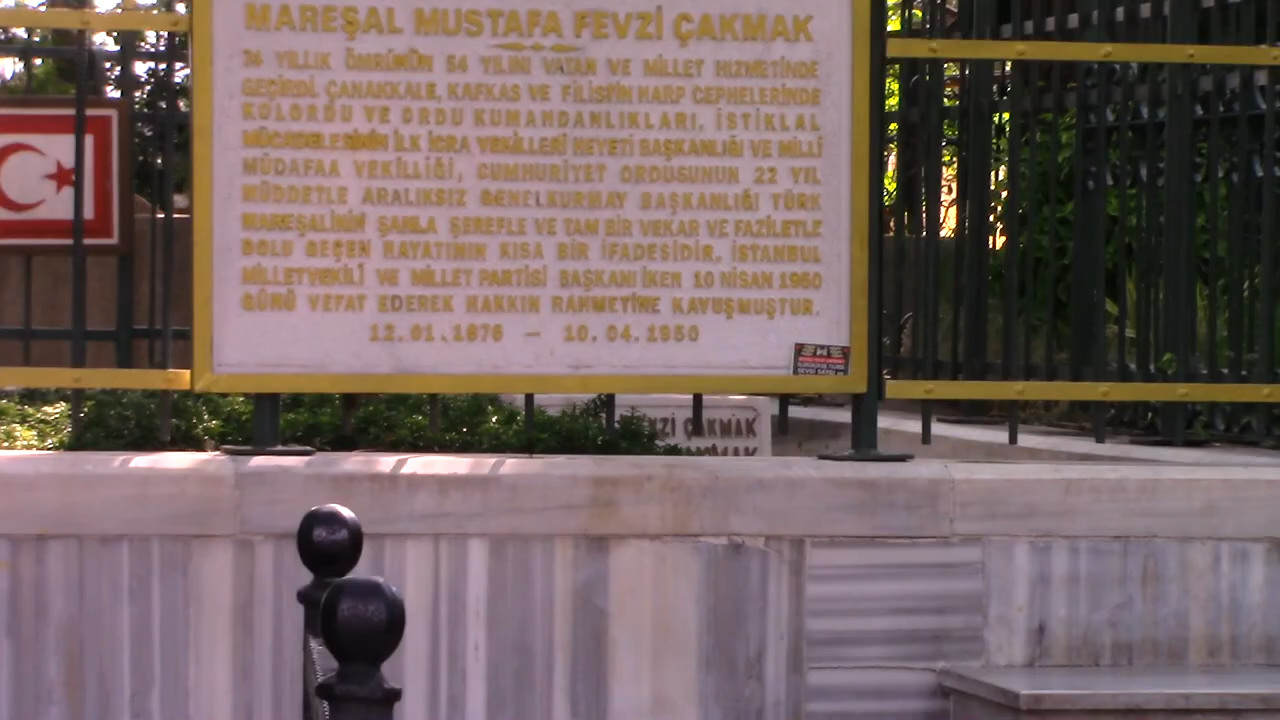 MAREŞAL MUSTAFA FEVZİ ÇAKMAK
74 YILLIK ÖMRÜNÜN 54 YILINI VATAN VE MİLLET HIZMETİNDE
GEÇİRDİ. ÇANAKKALE, KAFKAS VE FİLİSTİN HARP CEPHELERİNDE
KOLORDU VE ORDU KUMANDANLIKLARI, İSTİKLAL
MÜCADELESİNİN İLK İCRA VEKİLLERİ HEYETİ BAŞKANLIĞI VE MİLLİ
MÜDAFAA VEKİLLİĞİ, CUMHURİYET ORDUSUNUN 22 YIL
MÜDDETLE ARALIKSIZ GENELKURMAY BAŞKANLIĞI TÜRK
MAREŞALİNİN ŞANLA ŞEREFLE VE TAM BİR VEKAR VE FAZİLETLE
DOLU GEÇEN HAYATININ KISA BİR İFADESİDİR. İSTANBUL
MİLLETVEKİLİ VE MİLLET PARTİSİ BAŞKANI İKEN 10 NİSAN 1950
GÜNÜ VEFAT EDEREK HAKKIN RAHMETİNE KAVUŞMUŞTUR.
12.01.1876 – 10.04.1950
VZİ ÇAKMAK